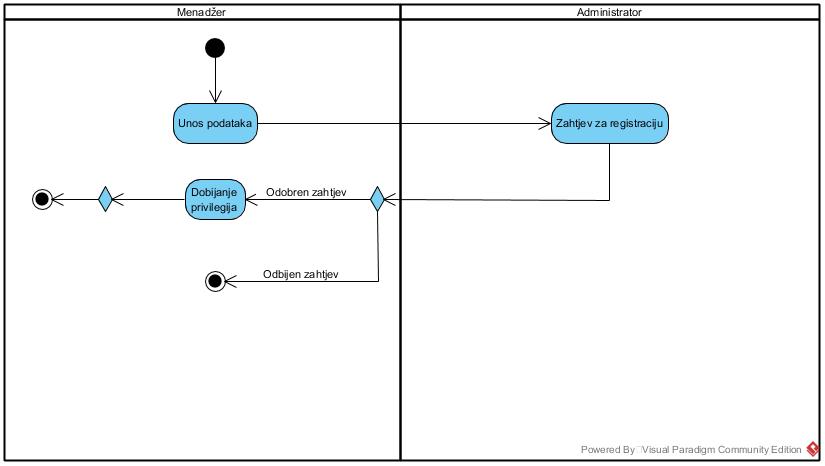 Menadžer
Administrator
Unos podataka
Zahtjev za registraciju
Dobijanje
privilegija
Odobren zahtjev
Odbijen zahtjev
Powered By Visual Paradigm Community Edition